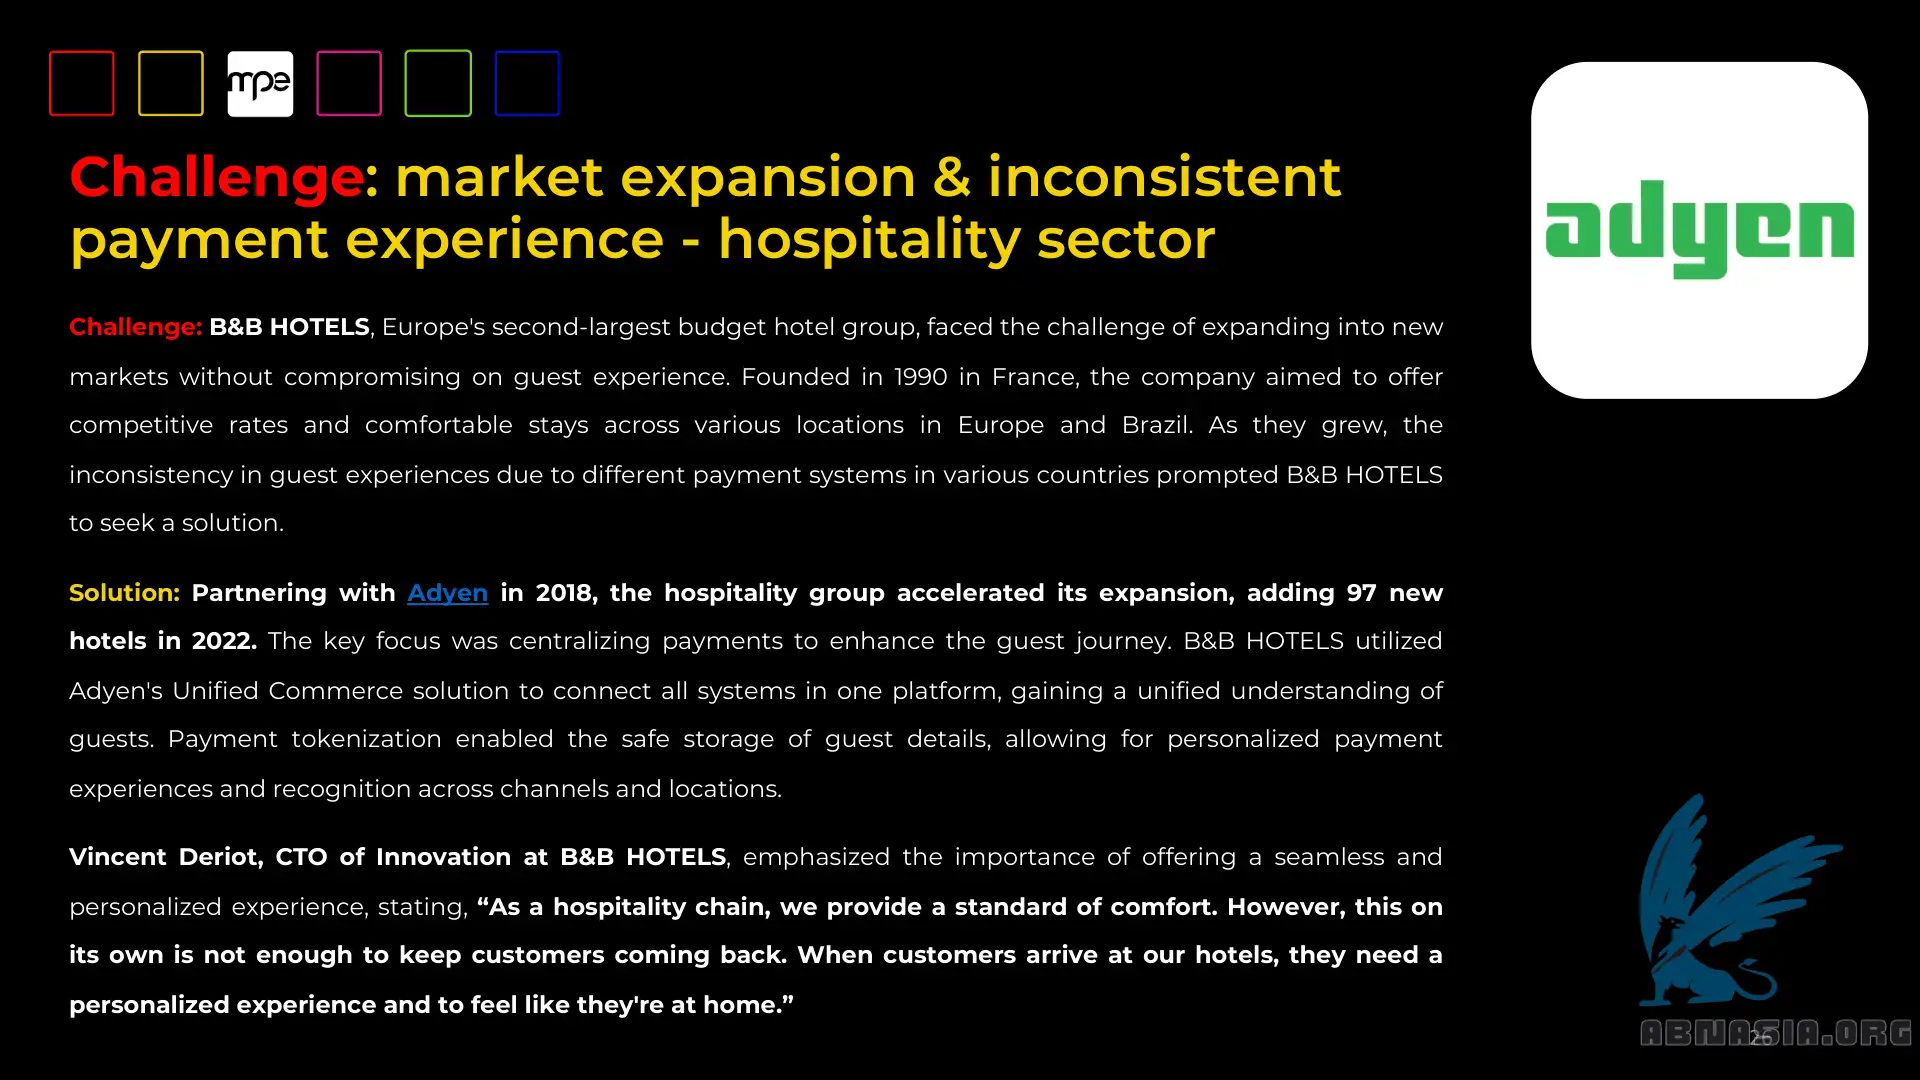 mpe
adyen
Challenge: market expansion & inconsistent
payment experience - hospitality sector
Challenge: B&B HOTELS, Europe's second-largest budget hotel group, faced the challenge of expanding into new
markets without compromising on guest experience. Founded in 1990 in France, the company aimed to offer
competitive rates and comfortable stays across various locations in Europe and Brazil. As they grew, the
inconsistency in guest experiences due to different payment systems in various countries prompted B&B HOTELS
to seek a solution.
Solution: Partnering with Adyen in 2018, the hospitality group accelerated its expansion, adding 97 new
hotels in 2022. The key focus was centralizing payments to enhance the guest journey. B&B HOTELS utilized
Adyen's Unified Commerce solution to connect all systems in one platform, gaining a unified understanding of
guests. Payment tokenization enabled the safe storage of guest details, allowing for personalized payment
experiences and recognition across channels and locations.
Vincent Deriot, CTO of Innovation at B&B HOTELS, emphasized the importance of offering a seamless and
personalized experience, stating, “As a hospitality chain, we provide a standard of comfort. However, this on
its own is not enough to keep customers coming back. When customers arrive at our hotels, they need a
personalized experience and to feel like they're at home.”
ABNASIA.ORG
26